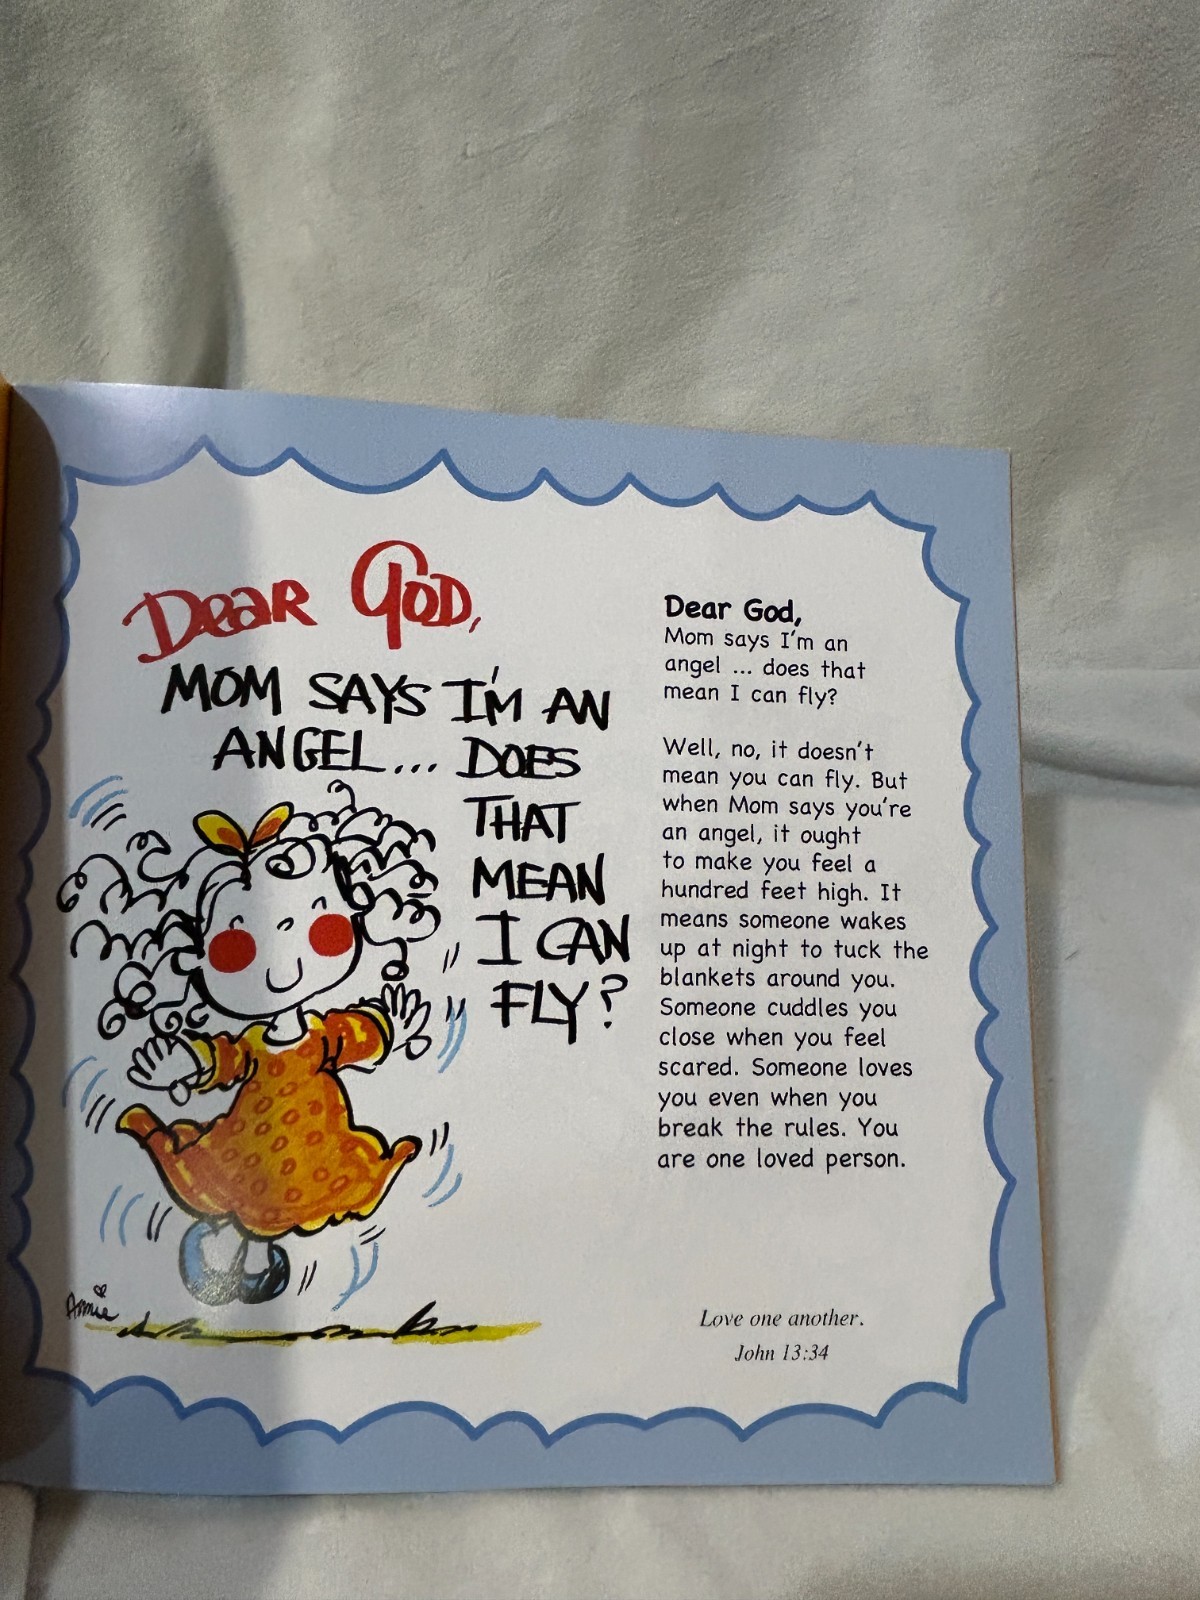 Dear God,
MOM SAYS I'M AN
ANGEL... DOES
THAT
MEAN
I CAN
FLY?
Annie
Dear God,
Mom says I'm an
angel ... does that
mean I can fly?
Well, no, it doesn't
mean you can fly. But
when Mom says you're
an angel, it ought
to make you feel a
hundred feet high. It
means someone wakes
up at night to tuck the
blankets around you.
Someone cuddles you
close when you feel
scared. Someone loves
you even when you
break the rules. You
are one loved person.
Love one another.
John 13:34